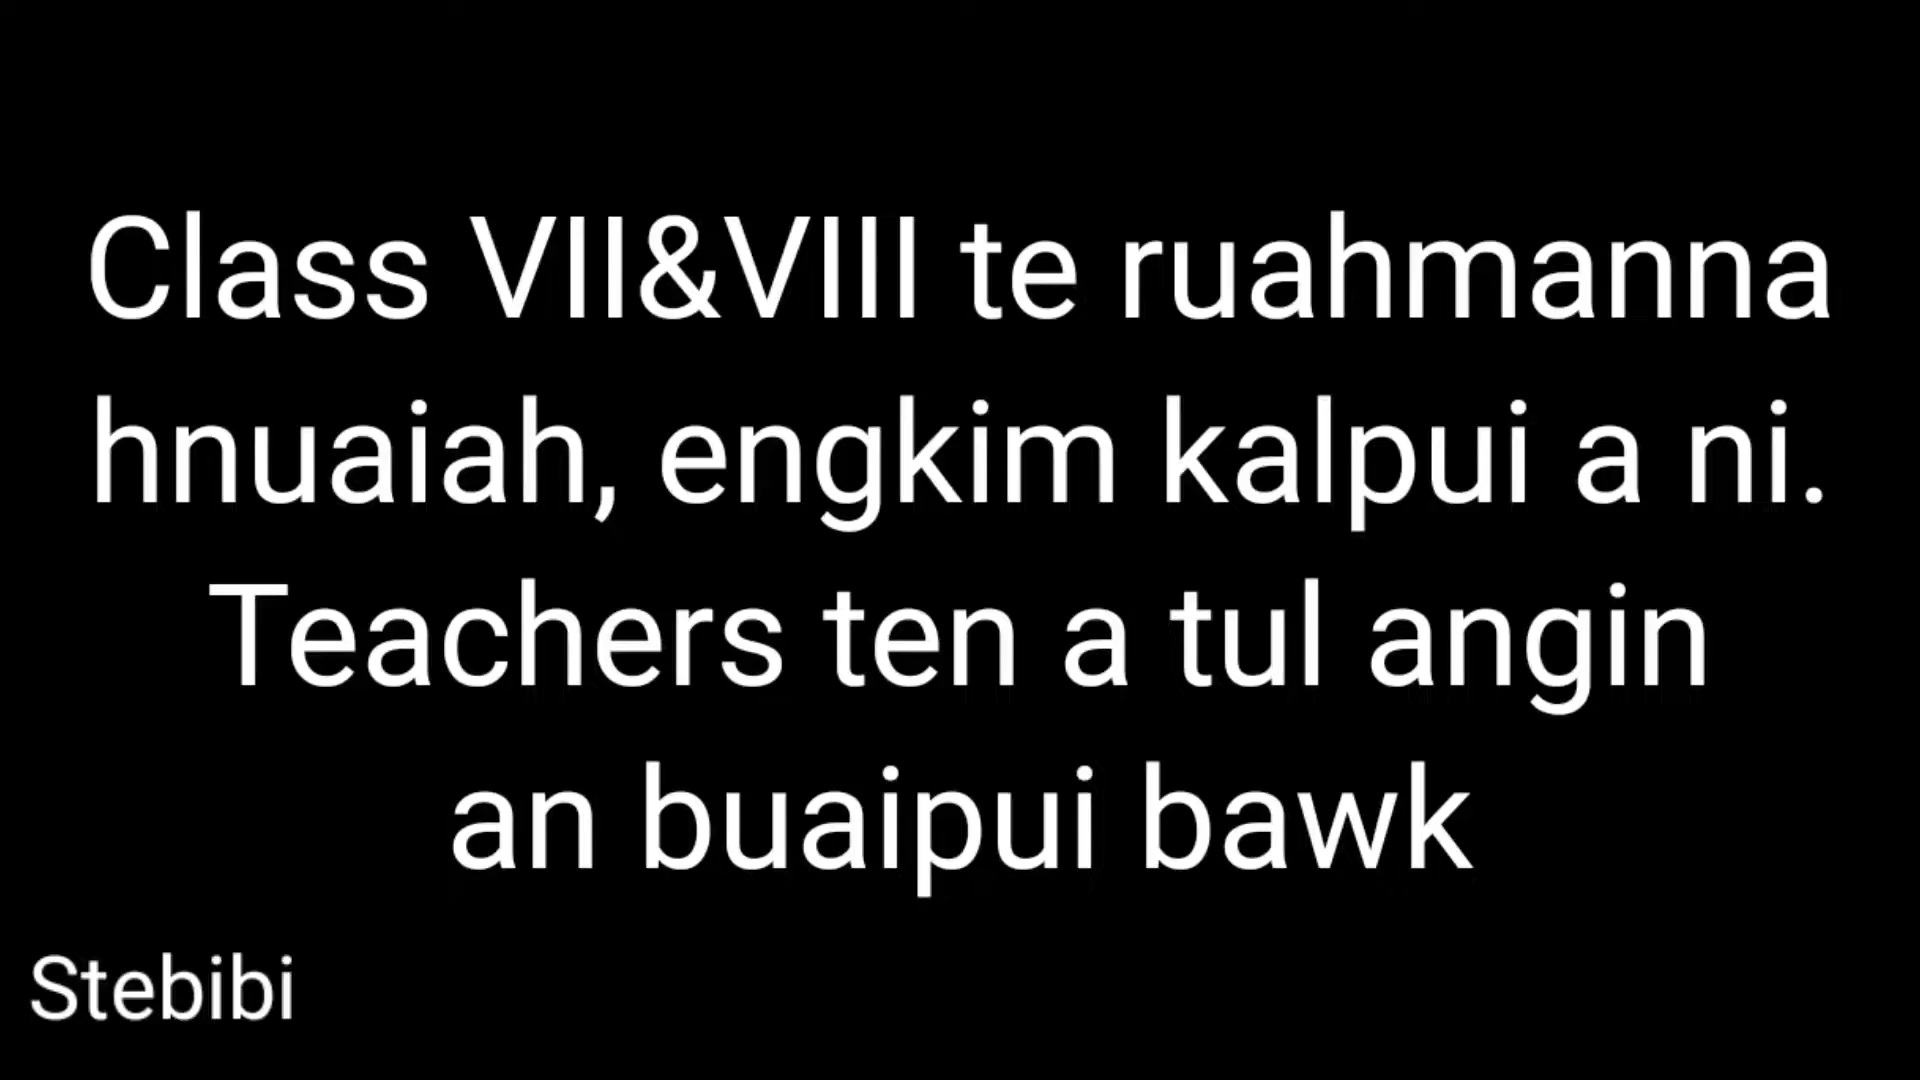 Class VII&VIII te ruahmanna
hnuaiah, engkim kalpui a ni.
Teachers ten a tul angin
an buaipui bawk
Stebibi